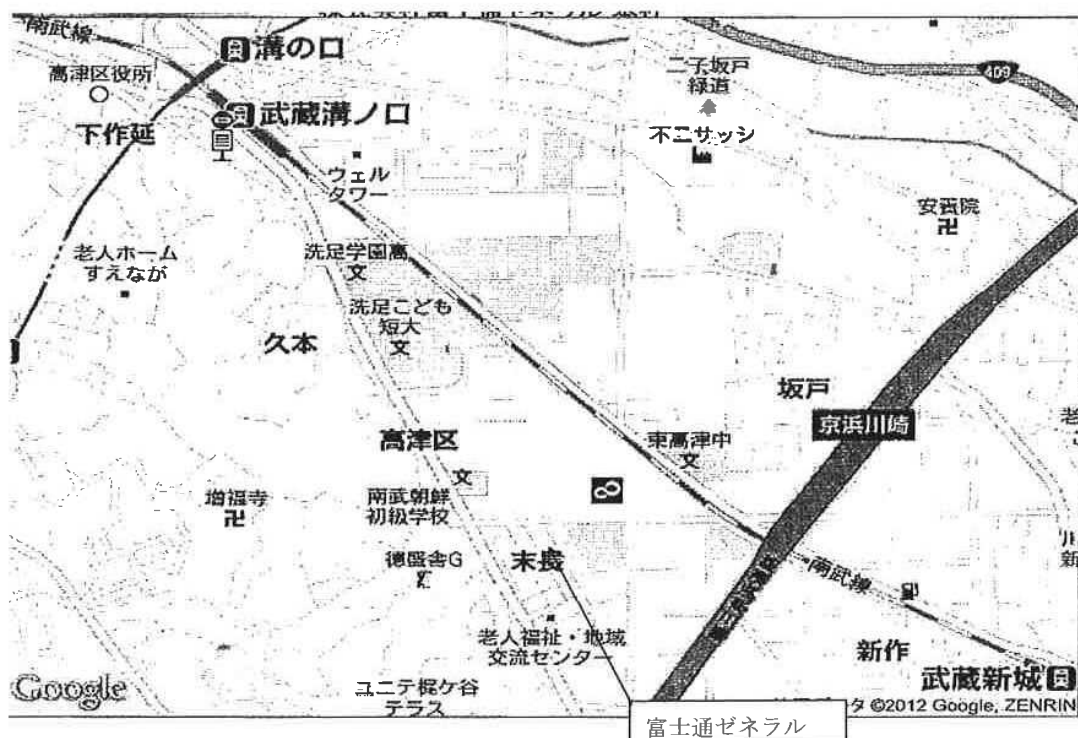 南武線
溝の口
高津区役所
武蔵溝ノ口
下作延
ウェル
タワー
二子坂戸
緑道
不二サッシ
409
安養院
老人ホーム
すえなが
洗足学園高
文
洗足こども
短大
文
久本
坂戸
京浜川崎
高津区
東高津中
文
文
増福寺
南武朝鮮
初級学校
徳盛舎G
末長
南武線
老人福祉・地域
交流センター
新作
武蔵新城
Google
ユニテ梶ケ谷
テラス
タ ©2012 Google, ZENRIN
富士通ゼネラル